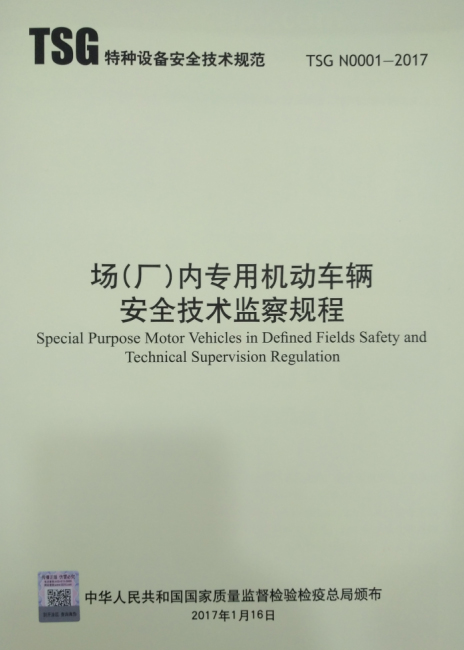 TSG 特种设备安全技术规范 TSG N0001-2017
场(厂)内专用机动车辆
安全技术监察规程
Special Purpose Motor Vehicles in Defined Fields Safety and
Technical Supervision Regulation
中华人民共和国国家质量监督检验检疫总局颁布
2017年1月16日